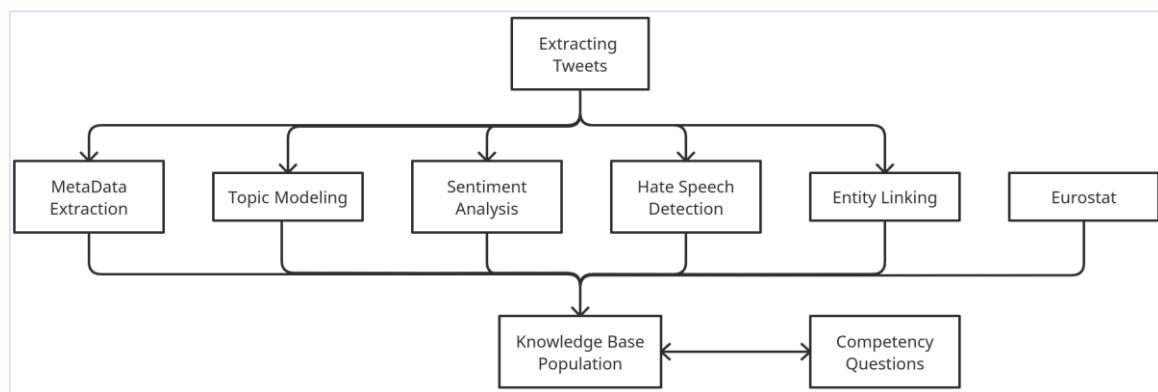 Extracting
Tweets
MetaData
Extraction
Topic Modeling
Sentiment
Analysis
Hate Speech
Detection
Entity Linking
Eurostat
Knowledge Base
Population
Competency
Questions